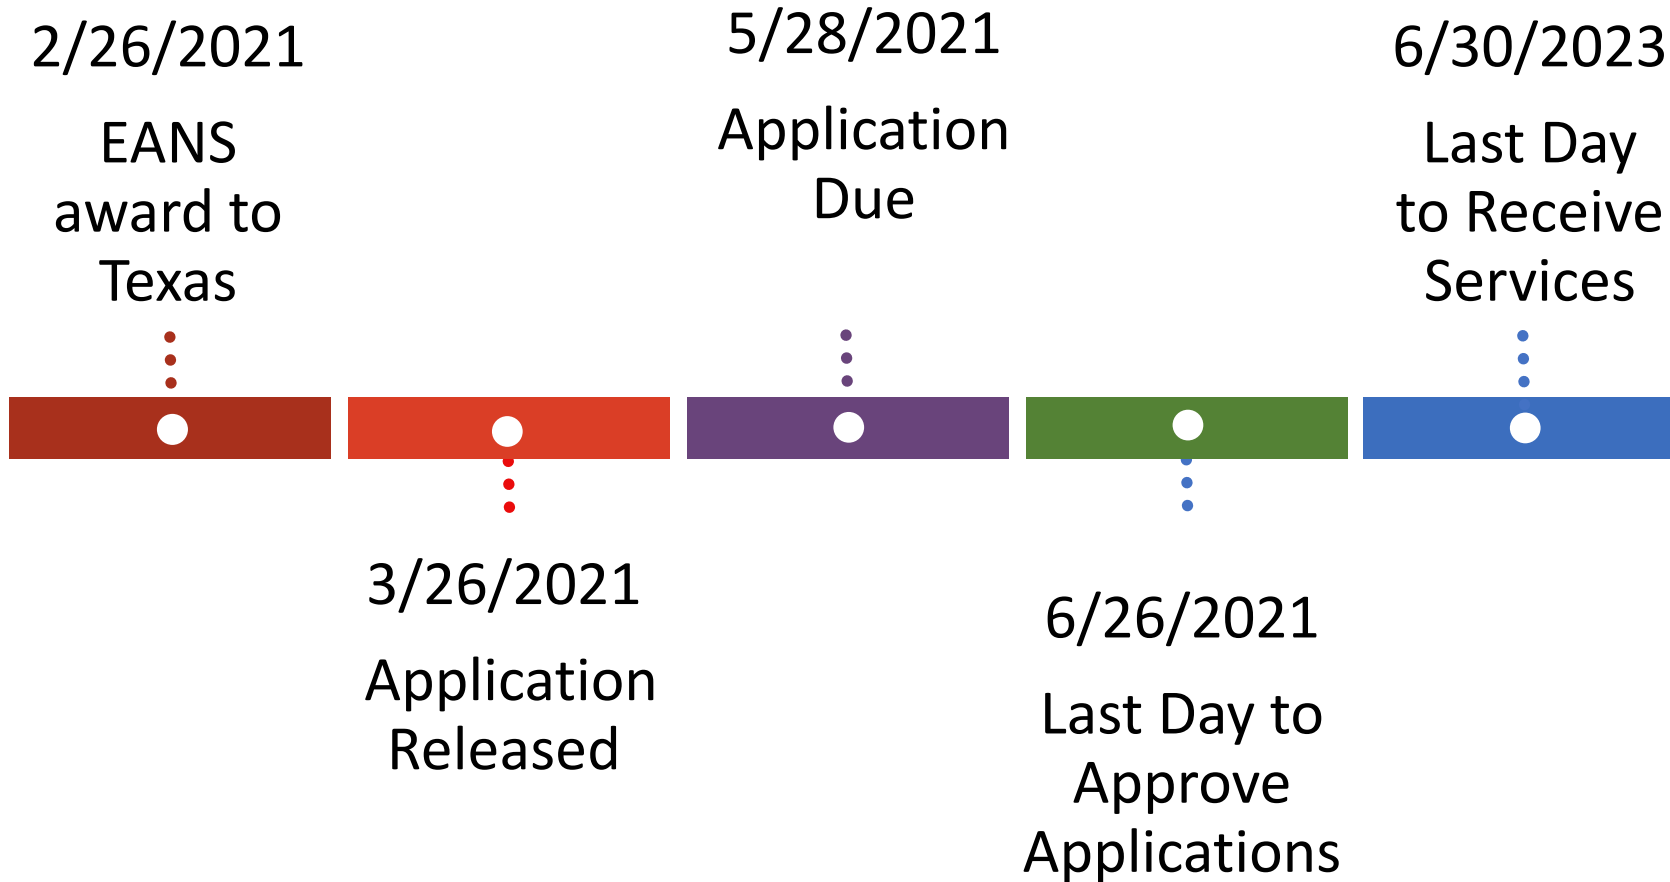 2/26/2021
EANS
award to
Texas
3/26/2021
Application
Released
5/28/2021
Application
Due
6/26/2021
Last Day to
Approve
Applications
6/30/2023
Last Day
to Receive
Services